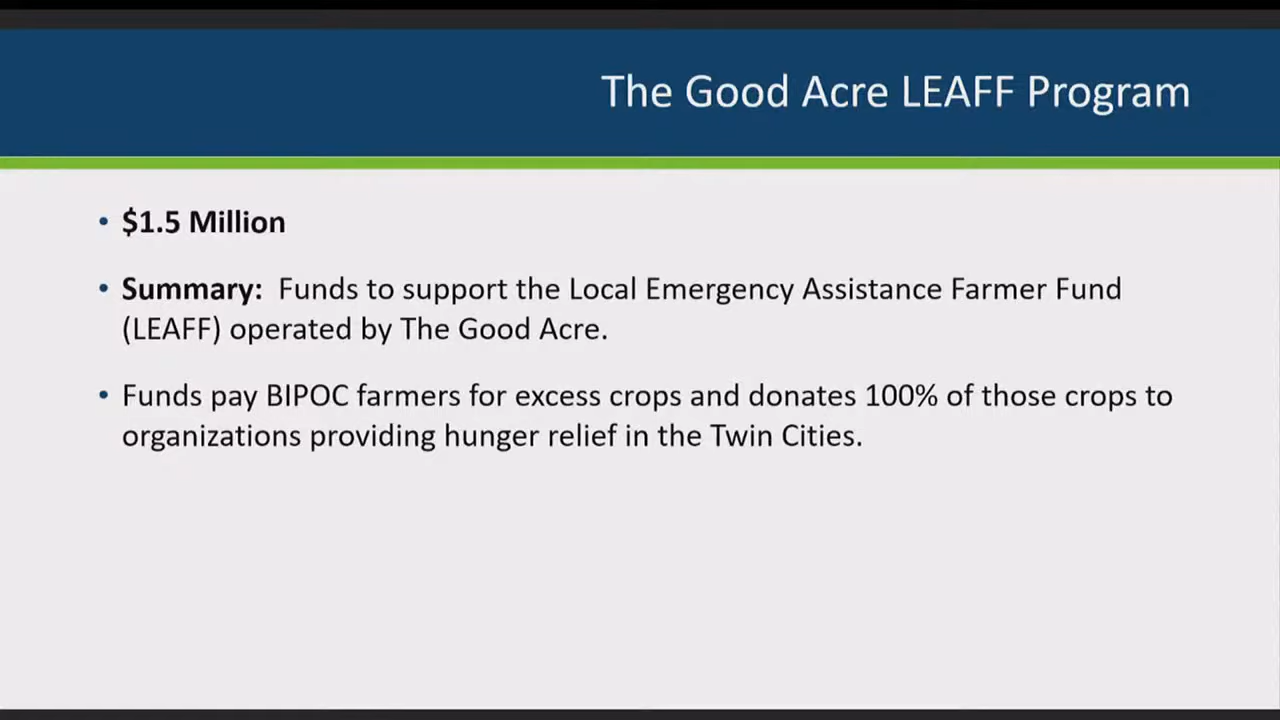 The Good Acre LEAFF Program
• $1.5 Million
• Summary:  Funds to support the Local Emergency Assistance Farmer Fund
(LEAFF) operated by The Good Acre.
• Funds pay BIPOC farmers for excess crops and donates 100% of those crops to
organizations providing hunger relief in the Twin Cities.